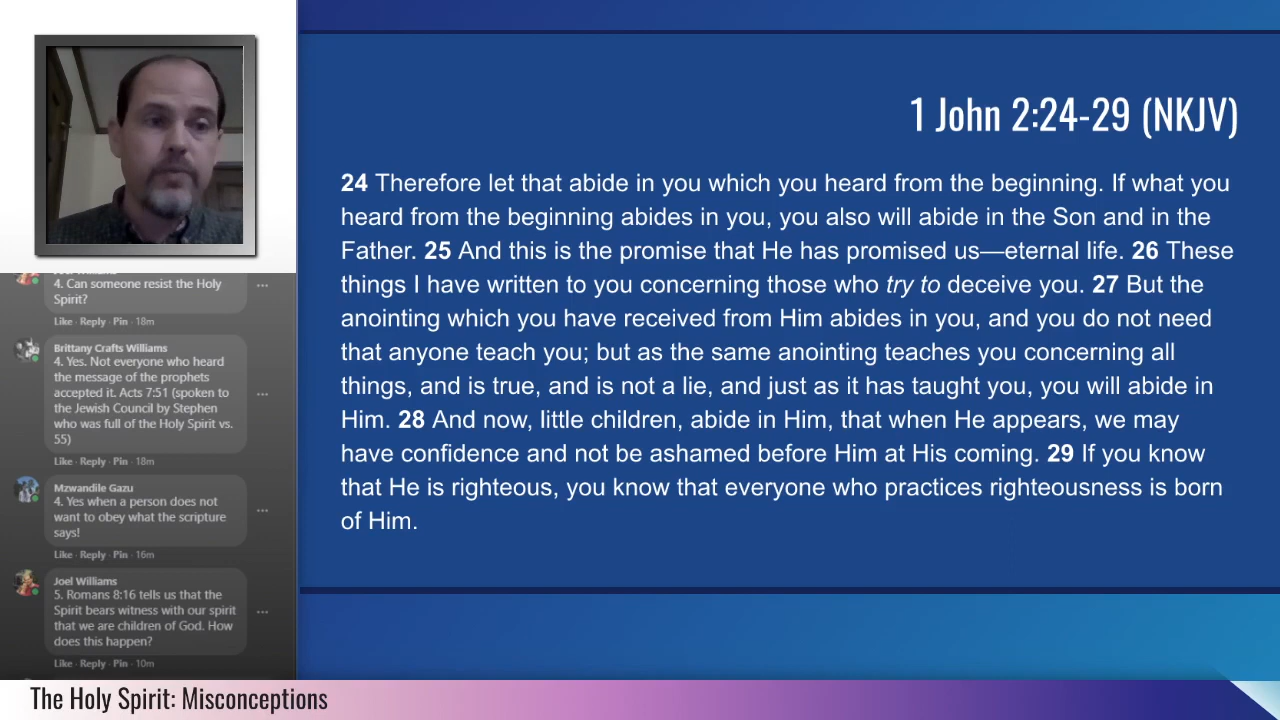 1 John 2:24-29 (NKJV)
24 Therefore let that abide in you which you heard from the beginning. If what you
heard from the beginning abides in you, you also will abide in the Son and in the
Father. 25 And this is the promise that He has promised us—eternal life. 26 These
things I have written to you concerning those who try to deceive you. 27 But the
anointing which you have received from Him abides in you, and you do not need
that anyone teach you; but as the same anointing teaches you concerning all
things, and is true, and is not a lie, and just as it has taught you, you will abide in
Him. 28 And now, little children, abide in Him, that when He appears, we may
have confidence and not be ashamed before Him at His coming. 29 If you know
that He is righteous, you know that everyone who practices righteousness is born
of Him.
4. Can someone resist the Holy
Spirit?
Like · Reply · Pin · 18m
Brittany Crafts Williams
4. Yes. Not everyone who heard
the message of the prophets
accepted it. Acts 7:51 (spoken to
the Jewish Council by Stephen
who was full of the Holy Spirit vs.
55)
Like · Reply · Pin · 18m
Mzwandile Gazu
4. Yes when a person does not
want to obey what the scripture
says!
Like · Reply · Pin · 16m
Joel Williams
5. Romans 8:16 tells us that the
Spirit bears witness with our spirit
that we are children of God. How
does this happen?
Like · Reply · Pin · 10m
The Holy Spirit: Misconceptions